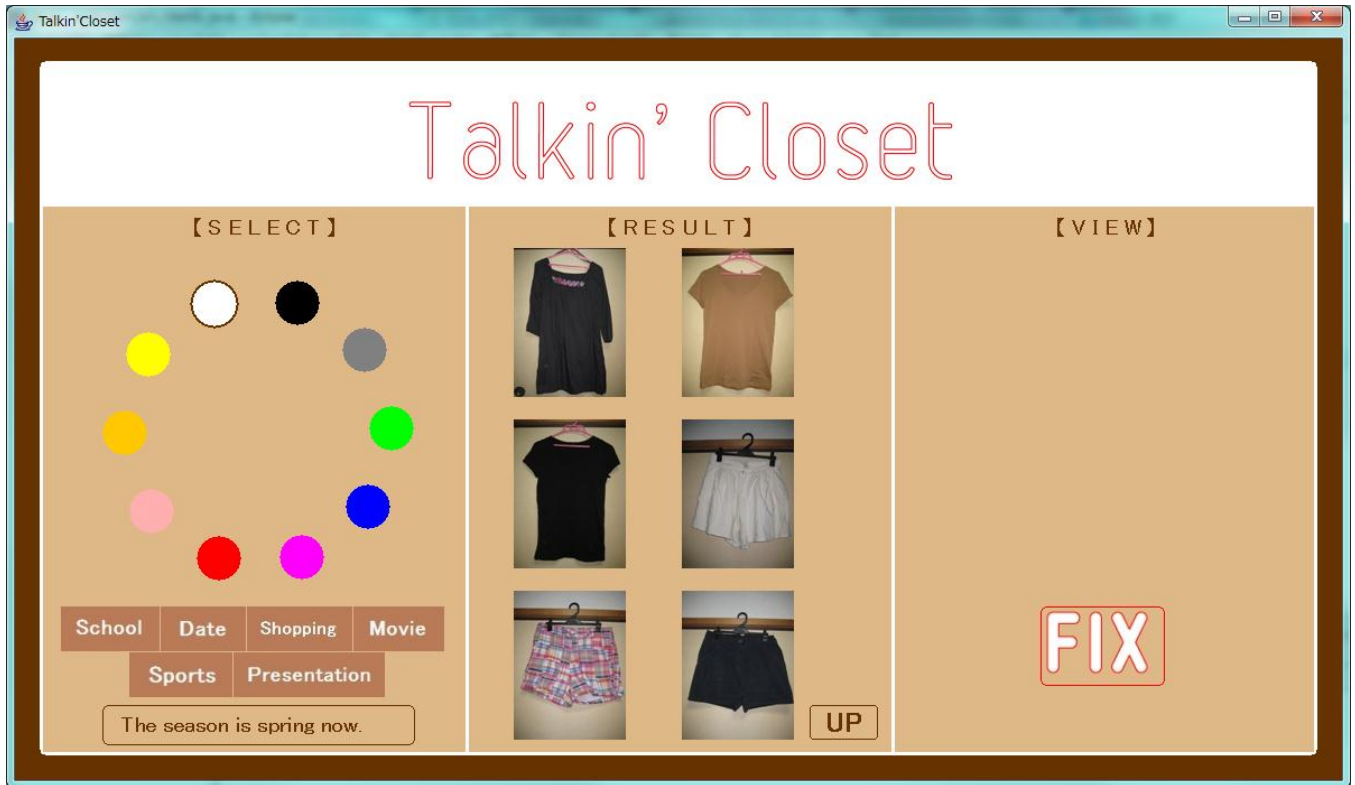 Talkin'Closet
Talkin' Closet
【SELECT】
【RESULT】
【VIEW】
School
Date
Shopping
Movie
Sports
Presentation
The season is spring now.
UP
FIX